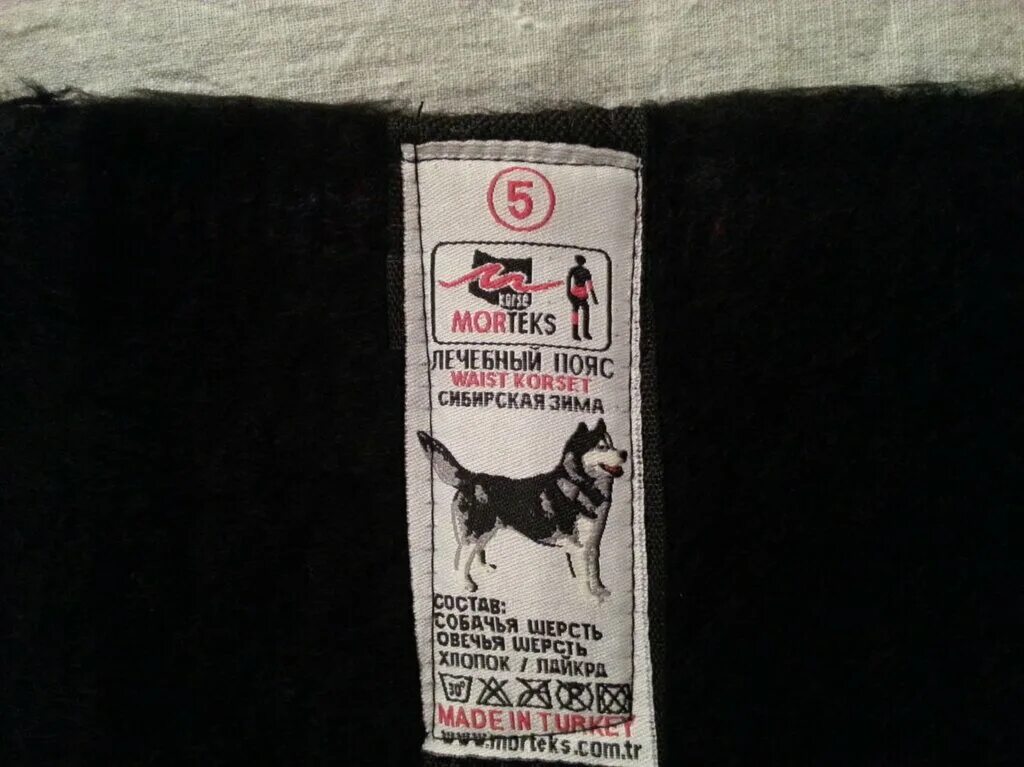 5
korse
MORTEKS
ЛЕЧЕБНЫЙ ПОЯС
WAIST KORSET
СИБИРСКАЯ ЗИМА
СОСТАВ:
СОБАЧЬЯ ШЕРСТЬ
ОВЕЧЬЯ ШЕРСТЬ
ХЛОПОК / ЛАЙКРА
30°
MADE IN TURKEY
www.morteks.com.tr